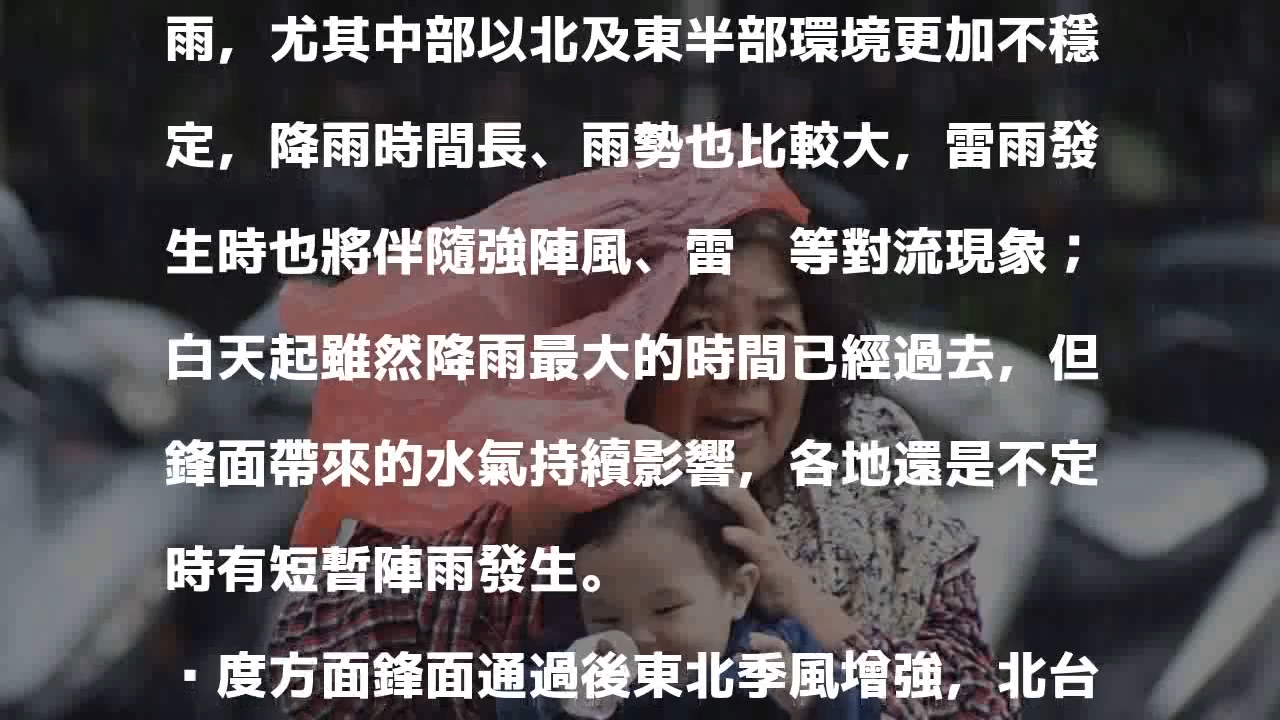 雨，尤其中部以北及東半部環境更加不穩
定，降雨時間長、雨勢也比較大，雷雨發
生時也將伴隨強陣風、雷　等對流現象；
白天起雖然降雨最大的時間已經過去，但
鋒面帶來的水氣持續影響，各地還是不定
時有短暫陣雨發生。
・度方面鋒面通過後東北季風增強，北台